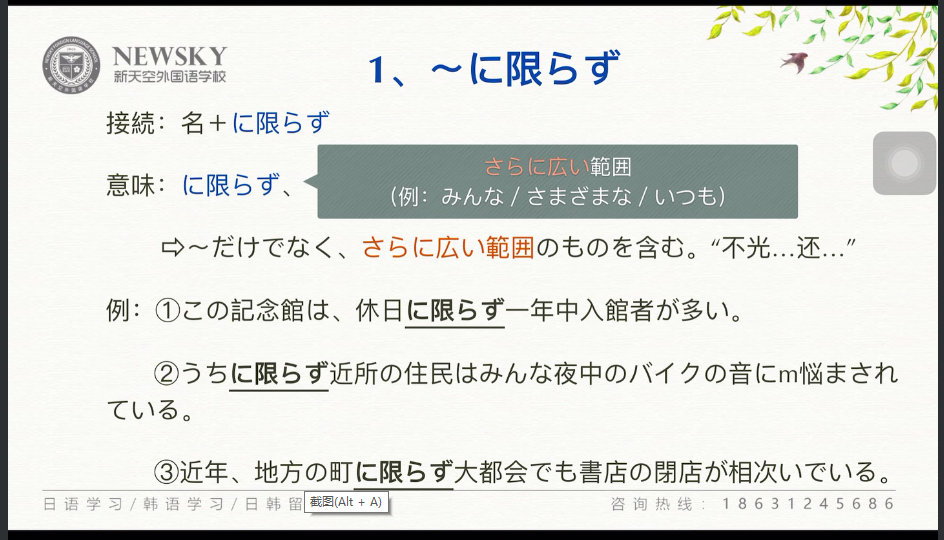 NEWSKY
新天空外国语学校
1、～に限らず
接続：名＋に限らず
さらに広い範囲
（例：みんな / さまざまな / いつも）
意味：に限らず、
⇨～だけでなく、さらに広い範囲のものを含む。“不光…还…”
例：①この記念館は、休日に限らず一年中入館者が多い。
②うちに限らず近所の住民はみんな夜中のバイクの音にm悩まされ
ている。
③近年、地方の町に限らず大都会でも書店の閉店が相次いでいる。
日语学习/韩语学习/日韩留
截图(Alt + A)
咨询热线：18631245686